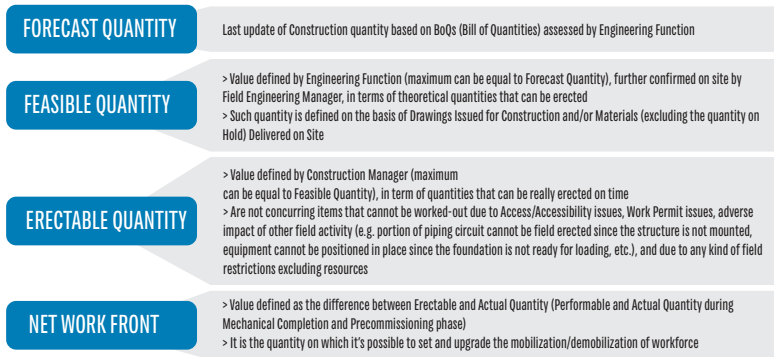 FORECAST QUANTITY
Last update of Construction quantity based on BoQs (Bill of Quantities) assessed by Engineering Function
FEASIBLE QUANTITY
> Value defined by Engineering Function (maximum can be equal to Forecast Quantity), further confirmed on site by
Field Engineering Manager, in terms of theoretical quantities that can be erected
> Such quantity is defined on the basis of Drawings Issued for Construction and/or Materials (excluding the quantity on
Hold) Delivered on Site
ERECTABLE QUANTITY
> Value defined by Construction Manager (maximum
can be equal to Feasible Quantity), in term of quantities that can be really erected on time
> Are not concurring items that cannot be worked-out due to Access/Accessibility issues, Work Permit issues, adverse
impact of other field activity (e.g. portion of piping circuit cannot be field erected since the structure is not mounted,
equipment cannot be positioned in place since the foundation is not ready for loading, etc.), and due to any kind of field
restrictions excluding resources
NET WORK FRONT
> Value defined as the difference between Erectable and Actual Quantity (Performable and Actual Quantity during
Mechanical Completion and Precommissioning phase)
> It is the quantity on which it's possible to set and upgrade the mobilization/demobilization of workforce